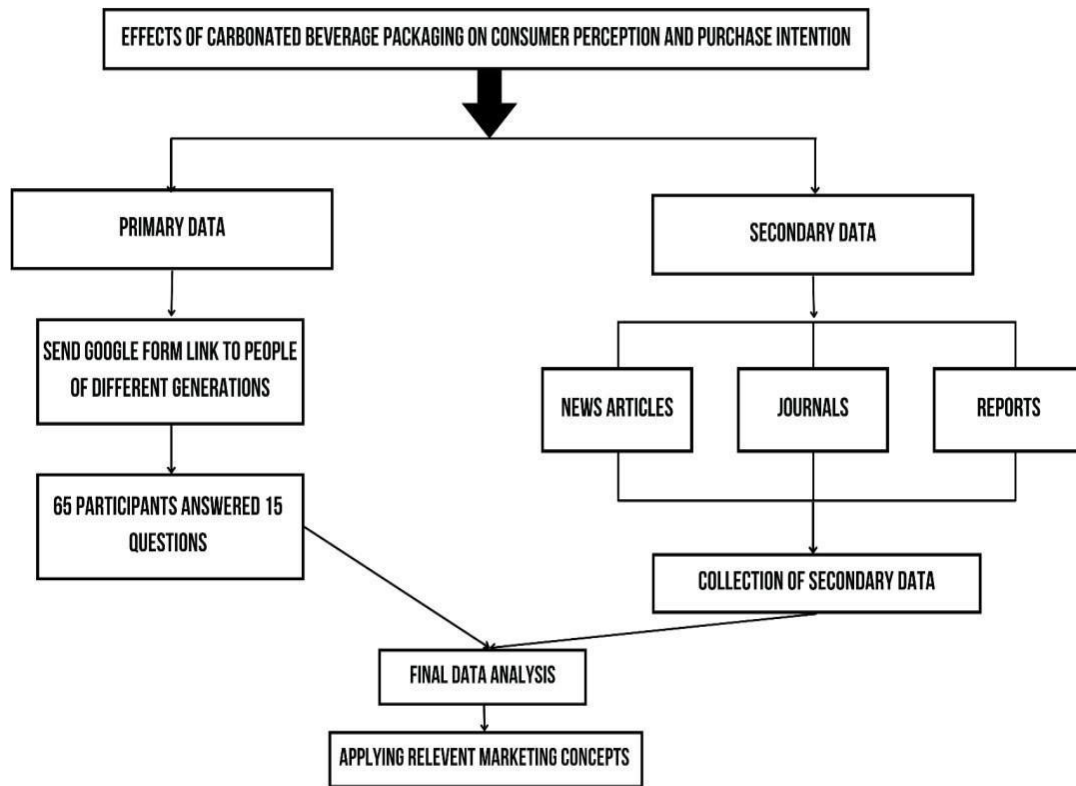 EFFECTS OF CARBONATED BEVERAGE PACKAGING ON CONSUMER PERCEPTION AND PURCHASE INTENTION
PRIMARY DATA
SECONDARY DATA
SEND GOOGLE FORM LINK TO PEOPLE
OF DIFFERENT GENERATIONS
NEWS ARTICLES
JOURNALS
REPORTS
65 PARTICIPANTS ANSWERED 15
QUESTIONS
COLLECTION OF SECONDARY DATA
FINAL DATA ANALYSIS
APPLYING RELEVENT MARKETING CONCEPTS